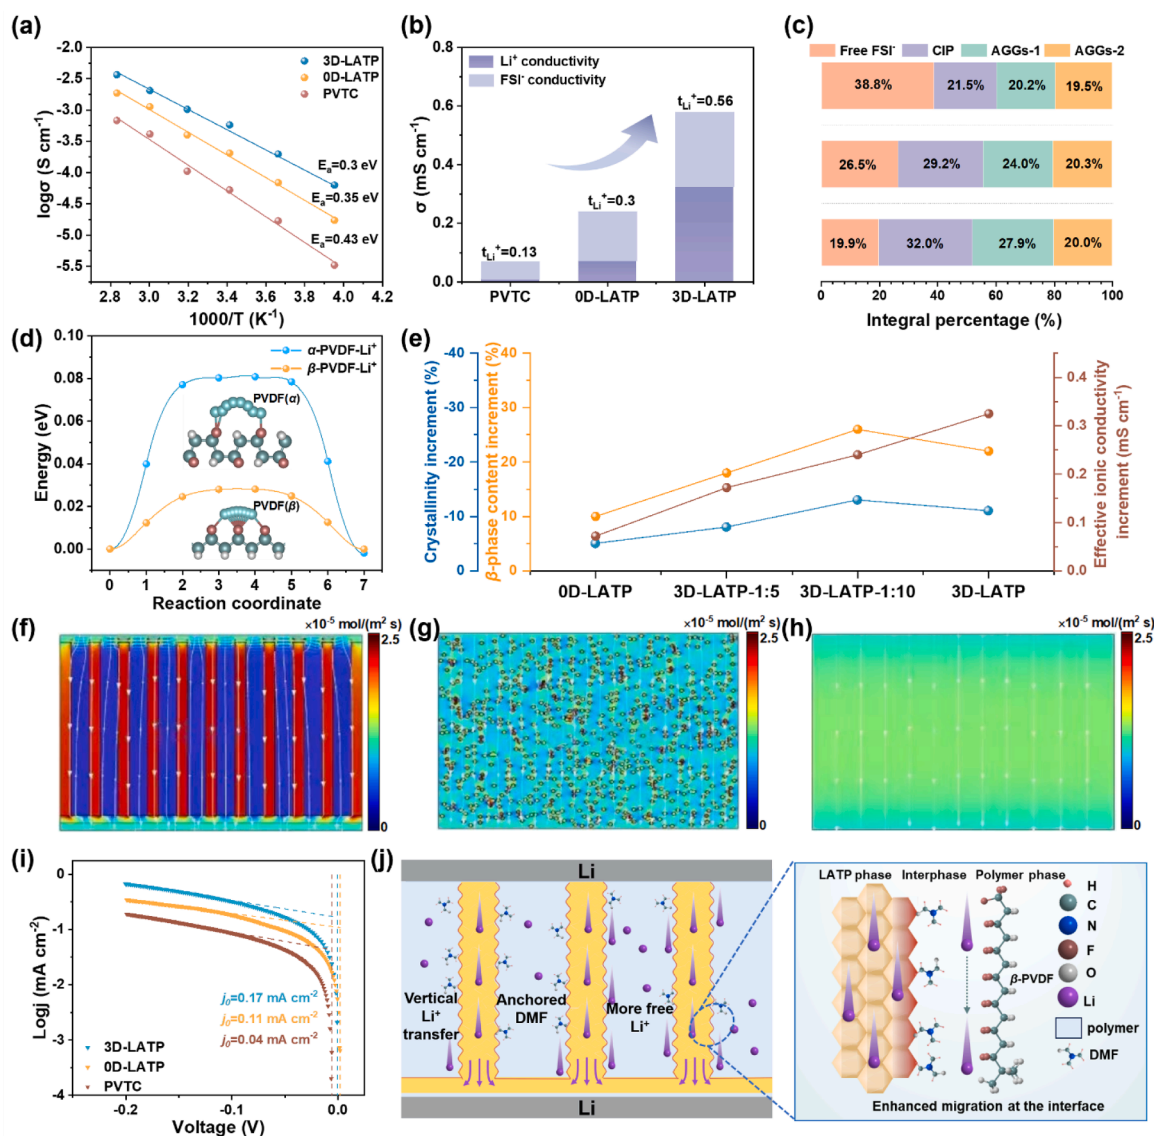 (a)
logσ (S cm⁻¹)
-2.0
-2.5
-3.0
-3.5
-4.0
-4.5
-5.0
-5.5
3D-LATP
0D-LATP
PVTC
Eₐ=0.3 eV
Eₐ=0.35 eV
Eₐ=0.43 eV
2.8 3.0 3.2 3.4 3.6 3.8 4.0 4.2
1000/T (K⁻¹)
(b)
σ (mS cm⁻¹)
0.8
0.6
0.4
0.2
0.0
Li⁺ conductivity
FSI⁻ conductivity
t_Li⁺=0.13
t_Li⁺=0.3
t_Li⁺=0.56
PVTC 0D-LATP 3D-LATP
(c)
Free FSI⁻ CIP AGGs-1 AGGs-2
38.8% 21.5% 20.2% 19.5%
26.5% 29.2% 24.0% 20.3%
19.9% 32.0% 27.9% 20.0%
0 20 40 60 80 100
Integral percentage (%)
(d)
Energy (eV)
0.10
0.08
0.06
0.04
0.02
0.00
α-PVDF-Li⁺
β-PVDF-Li⁺
PVDF(α)
PVDF(β)
0 1 2 3 4 5 6 7
Reaction coordinate
(e)
Crystallinity increment (%)
-40
-30
-20
-10
0
β-phase content increment (%)
40
30
20
10
0
0.4
0.3
0.2
0.1
0.0
Effective ionic conductivity
increment (mS cm⁻¹)
0D-LATP 3D-LATP-1:5 3D-LATP-1:10 3D-LATP
(f)
×10⁻⁵ mol/(m² s)
2.5
0
(g)
×10⁻⁵ mol/(m² s)
2.5
0
(h)
×10⁻⁵ mol/(m² s)
2.5
0
(i)
Logj (mA cm⁻²)
0
-1
-2
-3
-4
j₀=0.17 mA cm⁻²
j₀=0.11 mA cm⁻²
j₀=0.04 mA cm⁻²
3D-LATP
0D-LATP
PVTC
-0.2 -0.1 0.0
Voltage (V)
(j)
Li
Vertical
Li⁺
transfer
Anchored
DMF
More free
Li⁺
Li
LATP phase Interphase Polymer phase
β-PVDF
H
C
N
F
O
Li
polymer
DMF
Enhanced migration at the interface